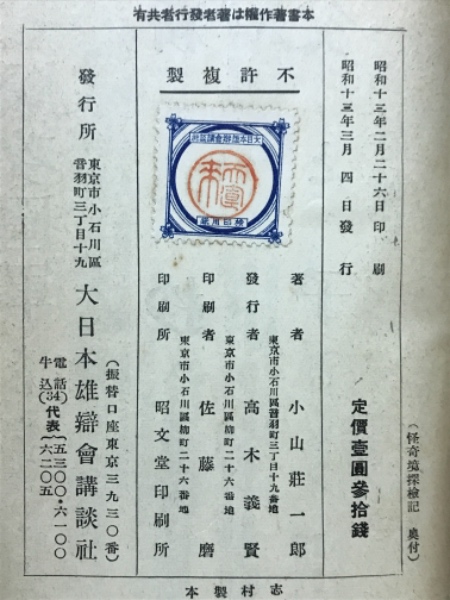 本書著作權は著者發行者共有
(怪奇境探檢記 奥付)
昭和十三年二月二十六日印刷
昭和十三年三月四日發行
定價壹圓參拾錢
不許複製
著者 小山莊一郎
東京市小石川區音羽町三丁目十九番地
發行者 高木義賢
東京市小石川區柳町二十六番地
印刷者 佐藤磨
東京市小石川區柳町二十六番地
印刷所 昭文堂印刷所
發行所 東京市小石川區音羽町三丁目十九 大日本雄辯會講談社
(振替口座東京三九三〇番)
電話牛込(34)代表{五三〇〇・六一〇〇
六二〇五
志村製本